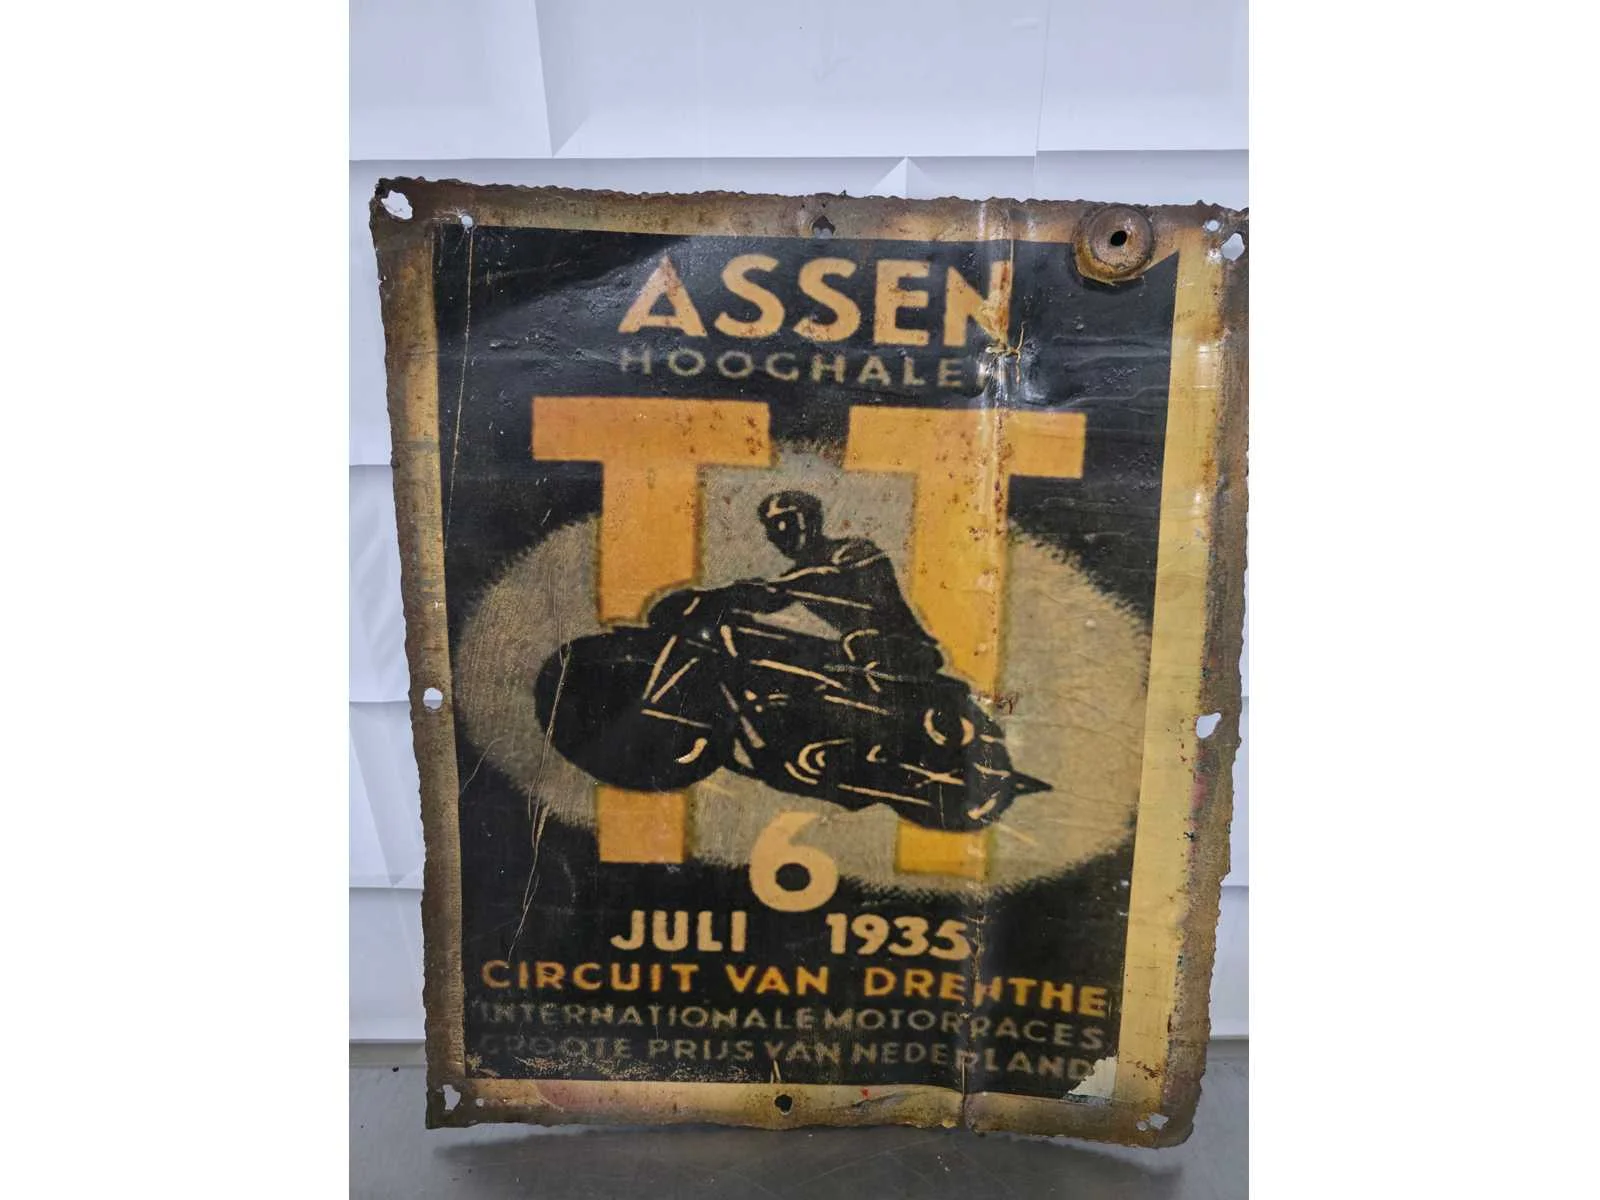 ASSEN
HOOGHALEN
TT
6
JULI 1935
CIRCUIT VAN DRENTHE
INTERNATIONALE MOTORRACES
GROOTE PRIJS VAN NEDERLAND